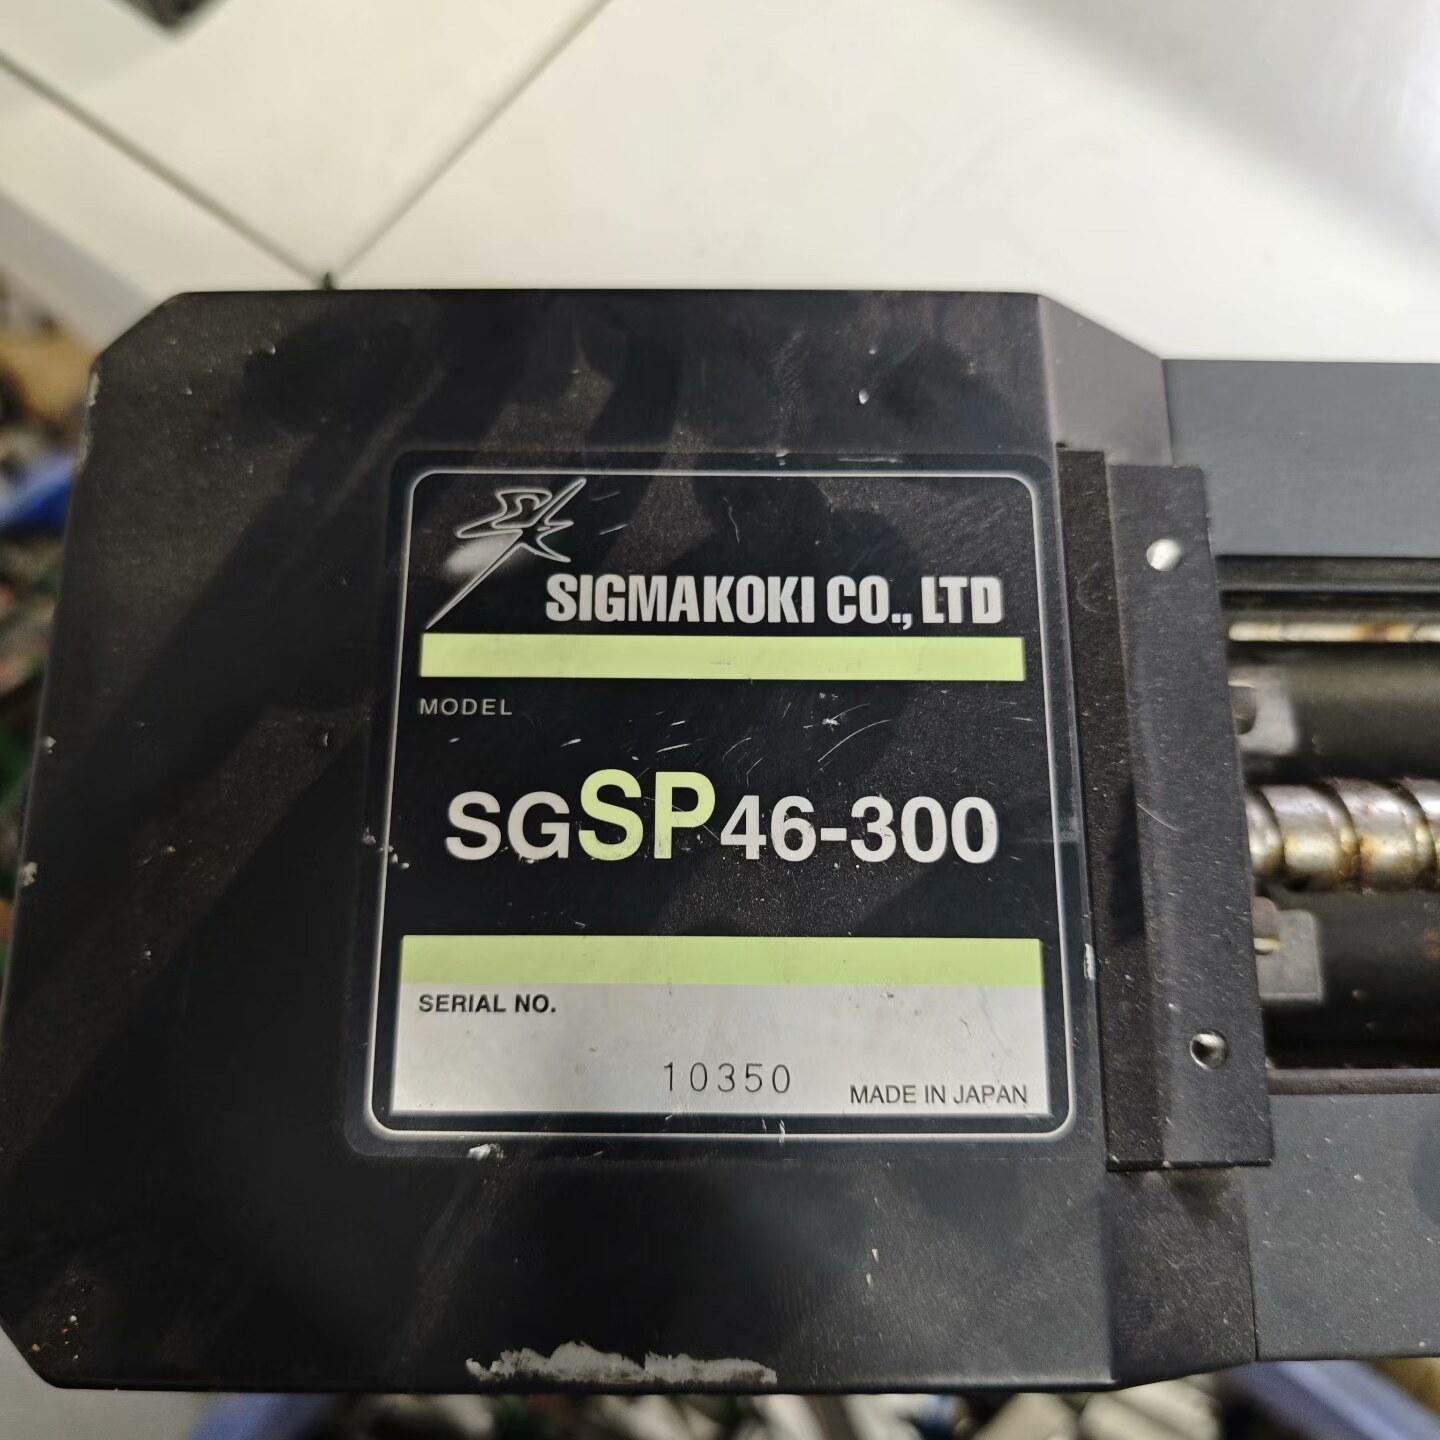 SIGMAKOKI CO., LTD
MODEL
SGSP46-300
SERIAL NO.
10350
MADE IN JAPAN